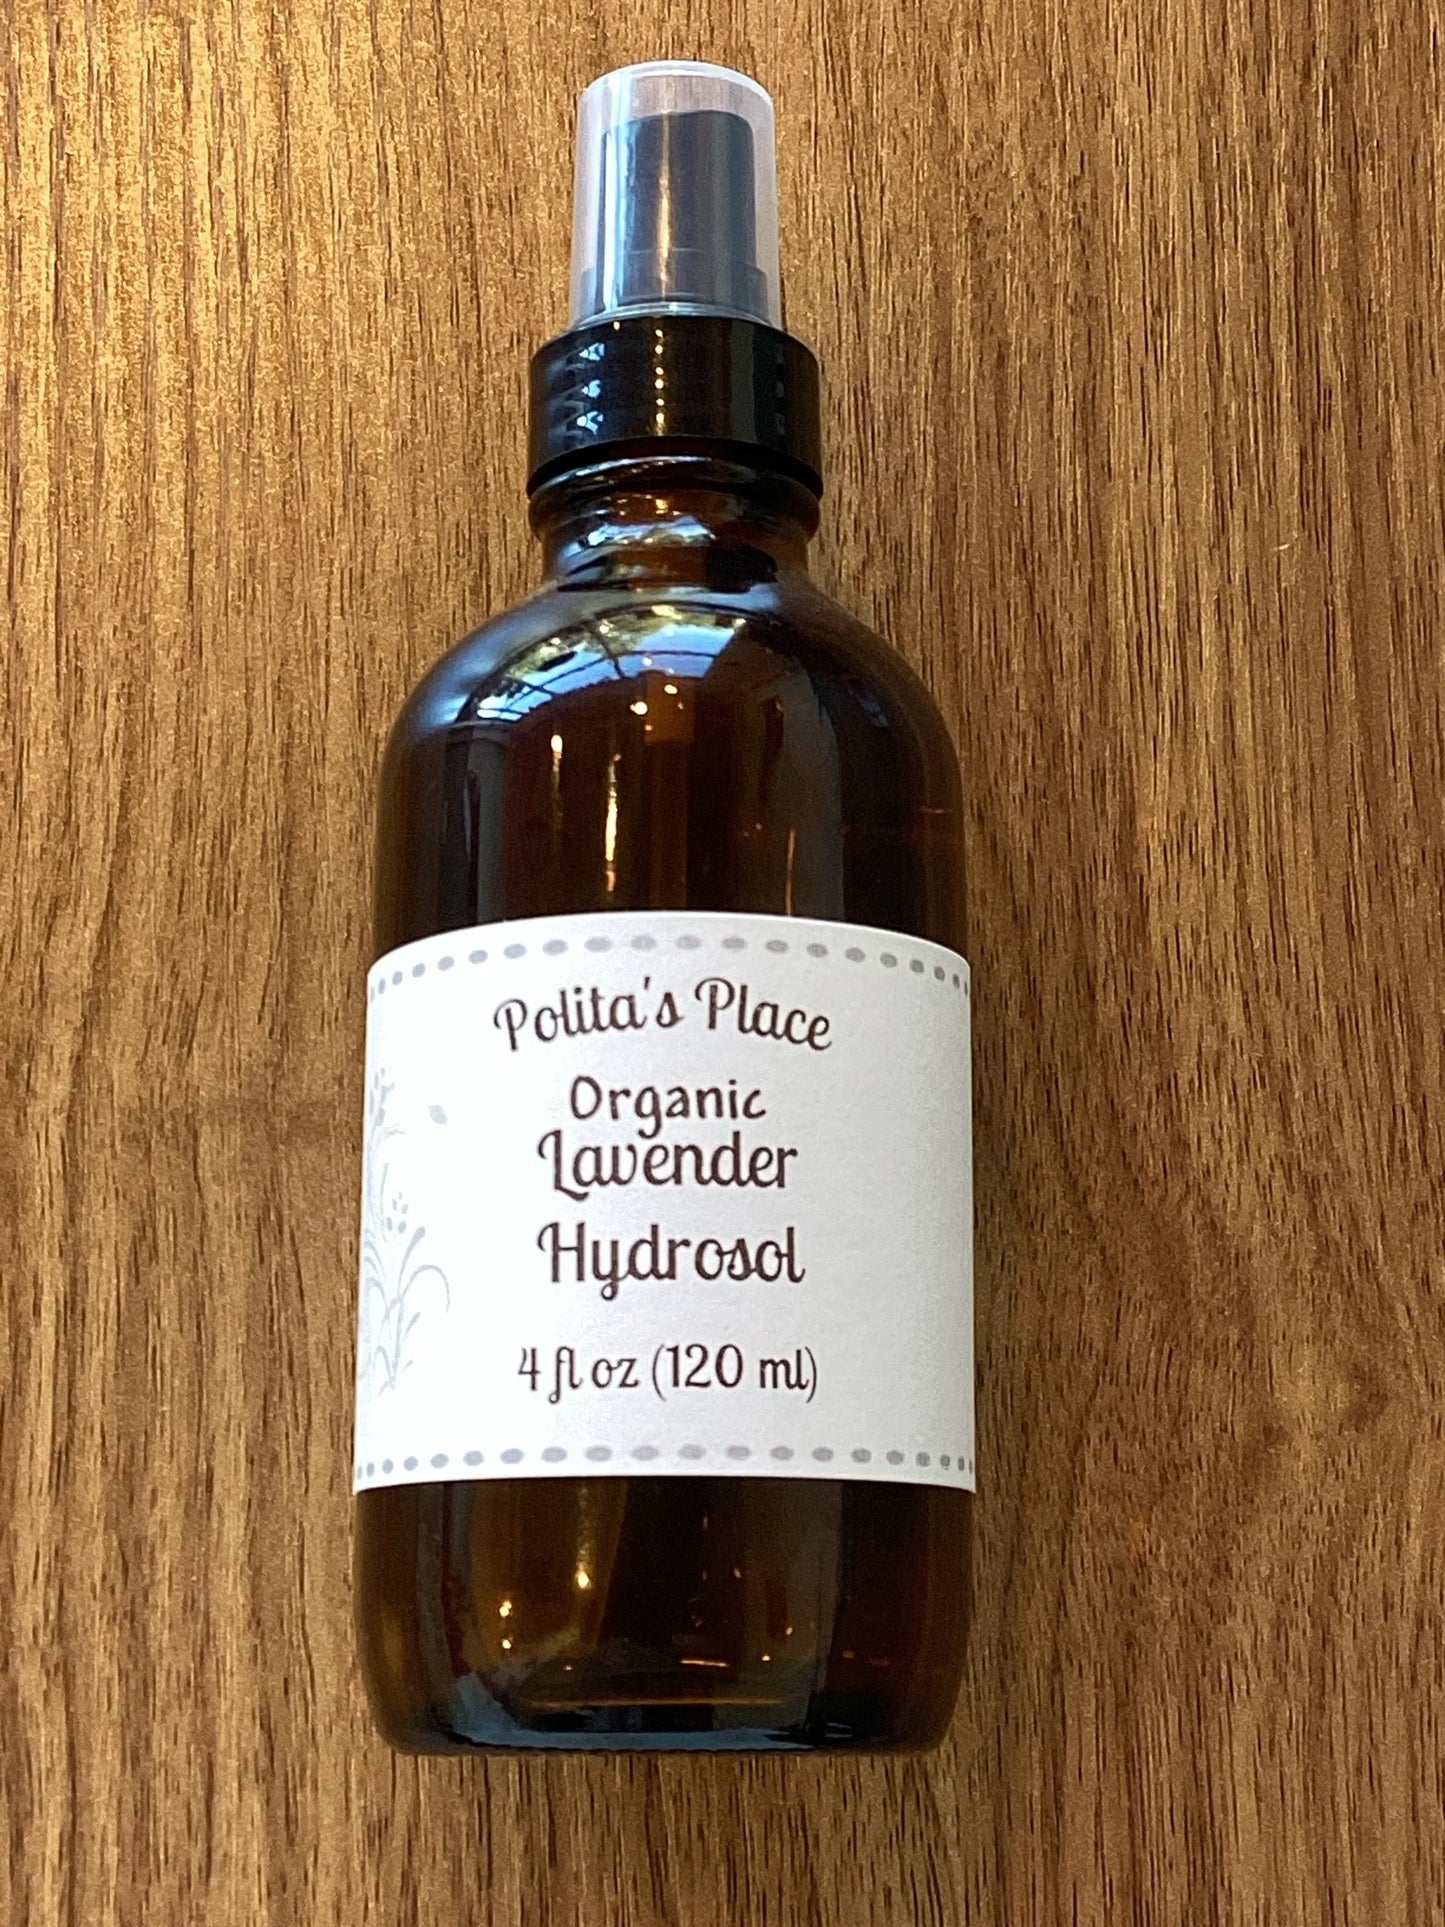 Polita's Place
Organic
Lavender
Hydrosol
4 fl oz (120 ml)